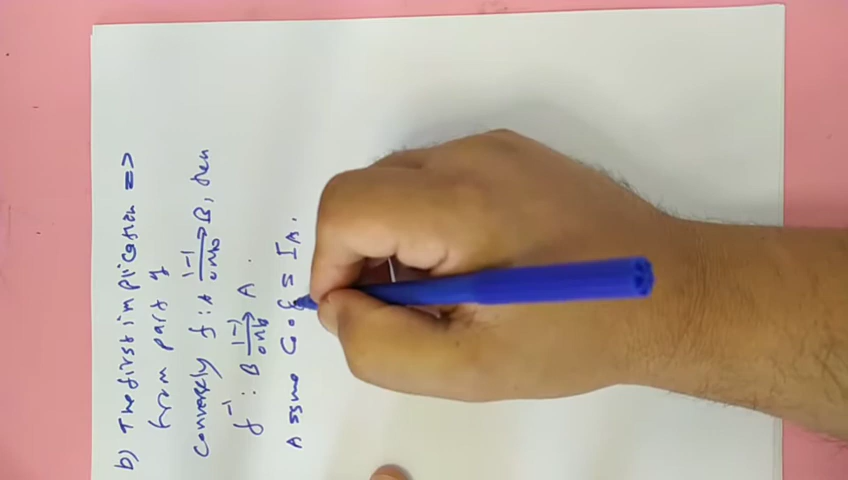 b) The first implication =>
from part
Conversely f : A 1-1 onto → B, then
f⁻¹ : B 1-1 onto → A .
Assume G o f = I_A .